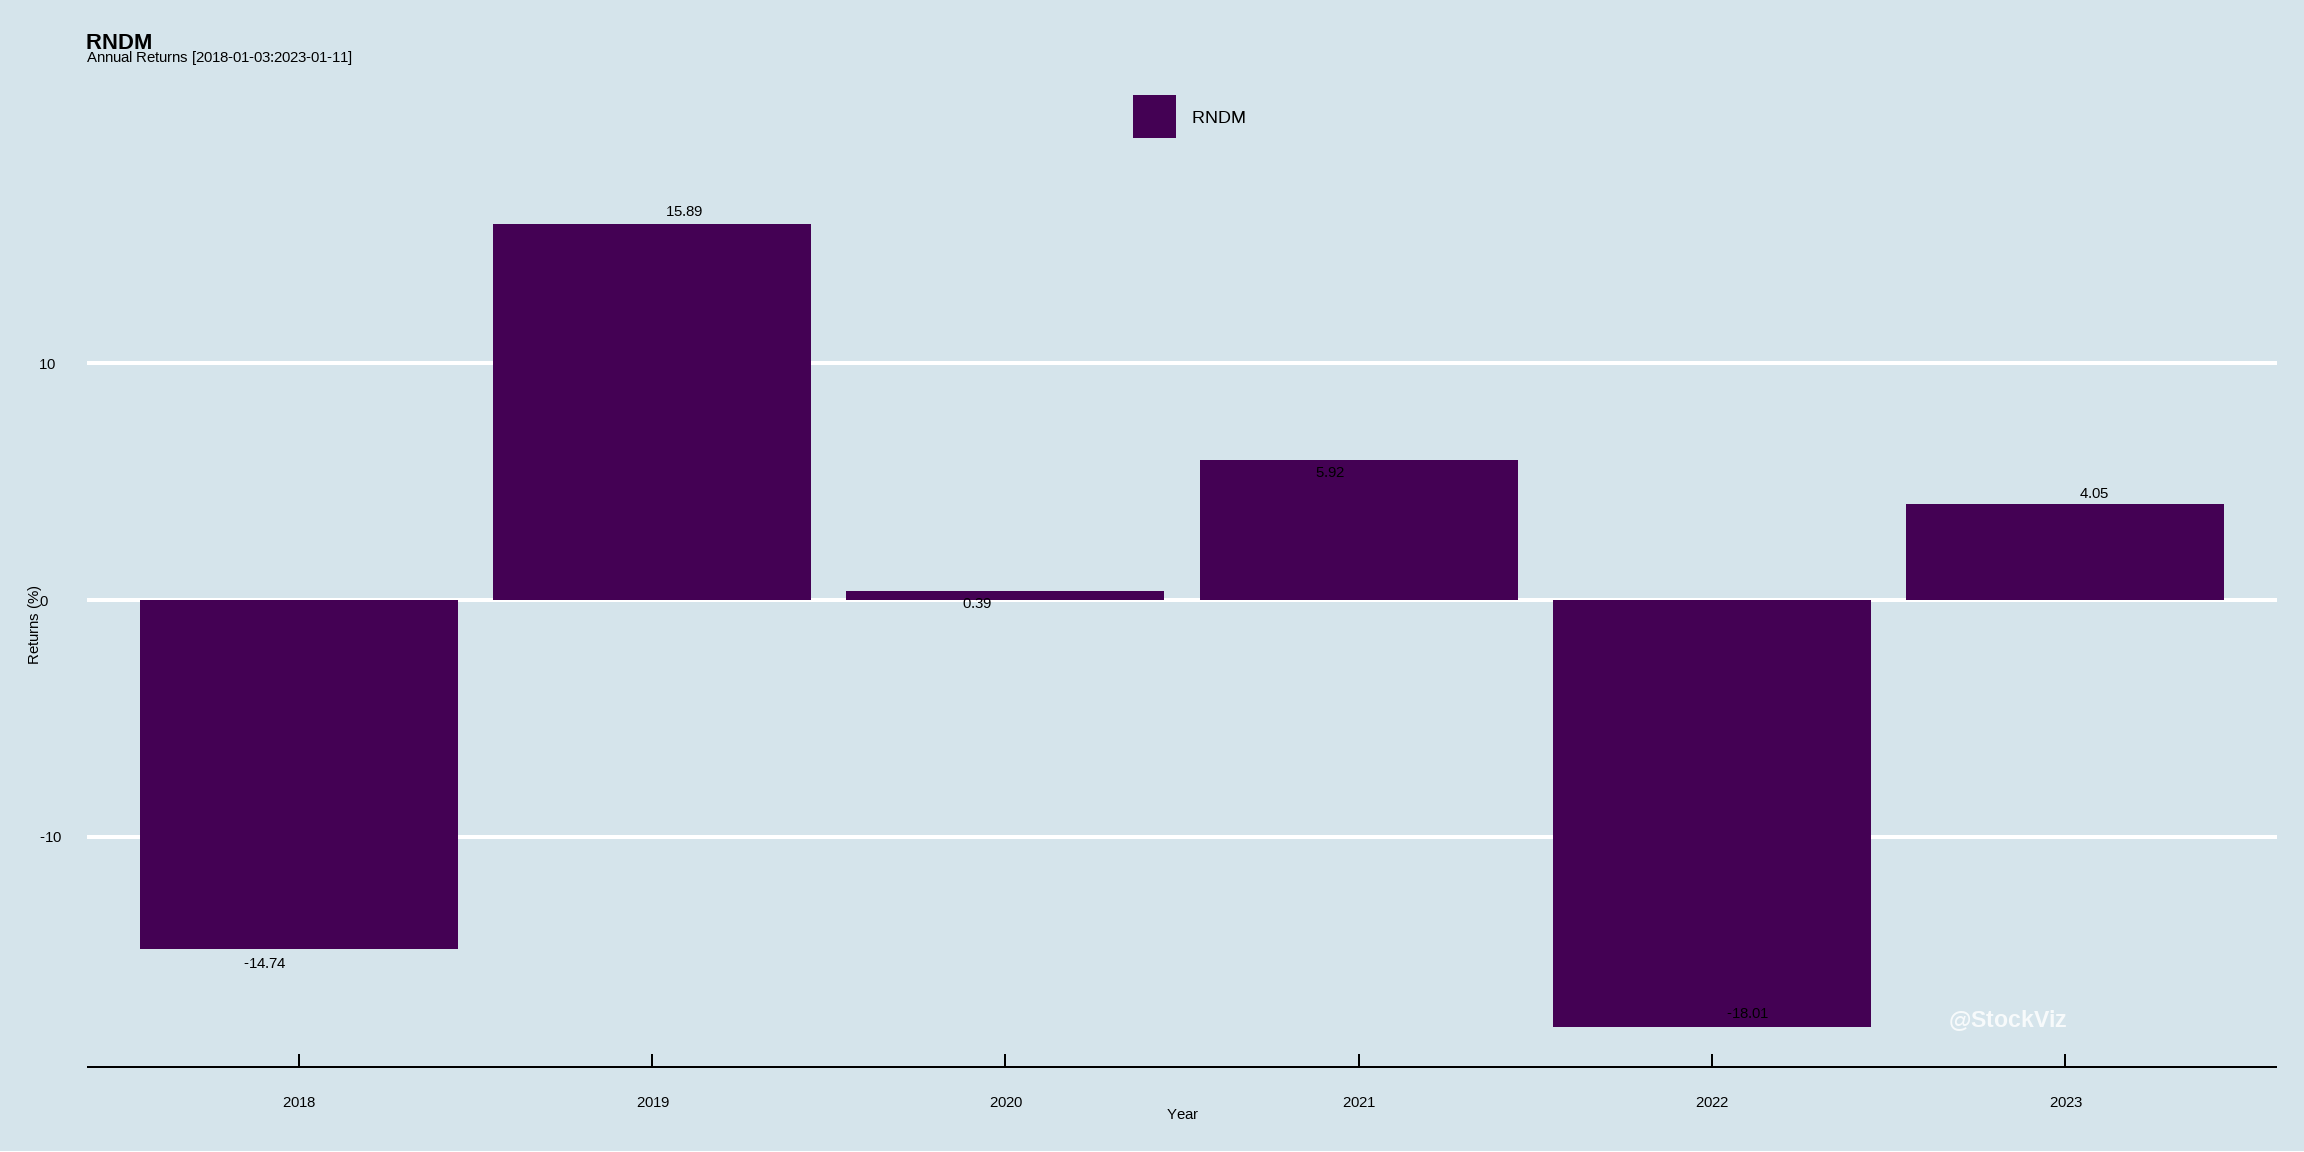 RNDM
Annual Returns [2018-01-03:2023-01-11]
RNDM
15.89
10
5.92
4.05
0
0.39
Returns (%)
-10
-14.74
-18.01
@StockViz
2018 2019 2020 2021 2022 2023
Year